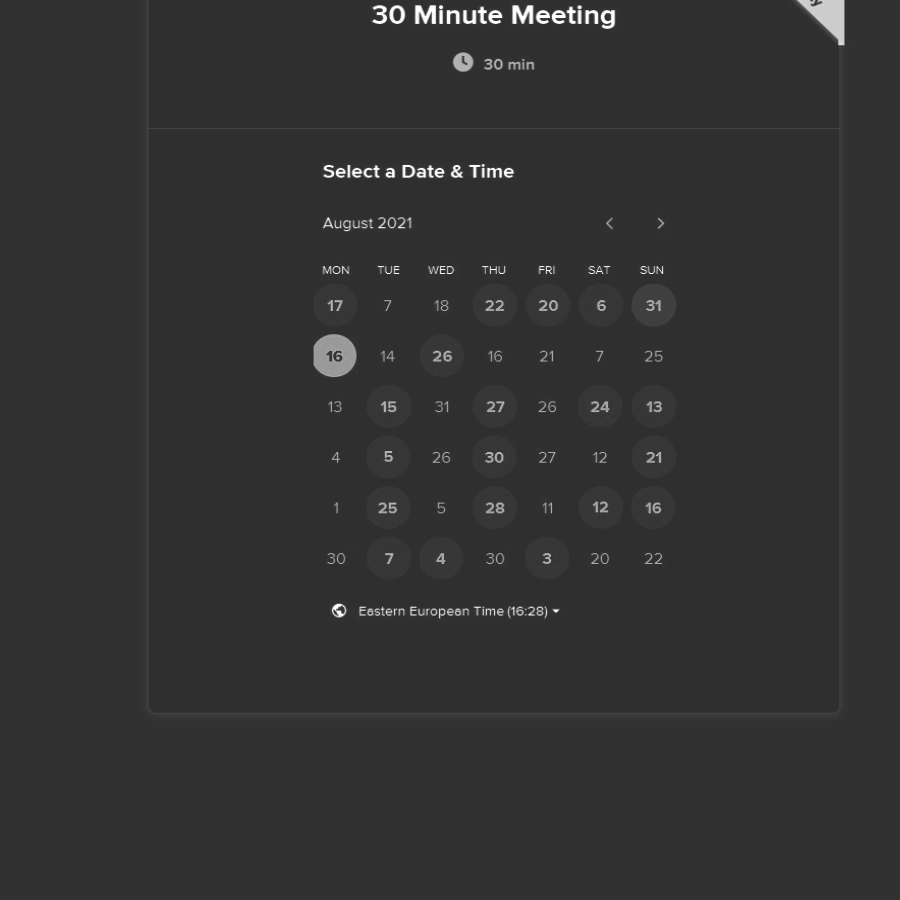 30 Minute Meeting
30 min
Select a Date & Time
August 2021
MON TUE WED THU FRI SAT SUN
17 7 18 22 20 6 31
16 14 26 16 21 7 25
13 15 31 27 26 24 13
4 5 26 30 27 12 21
1 25 5 28 11 12 16
30 7 4 30 3 20 22
Eastern European Time (16:28)